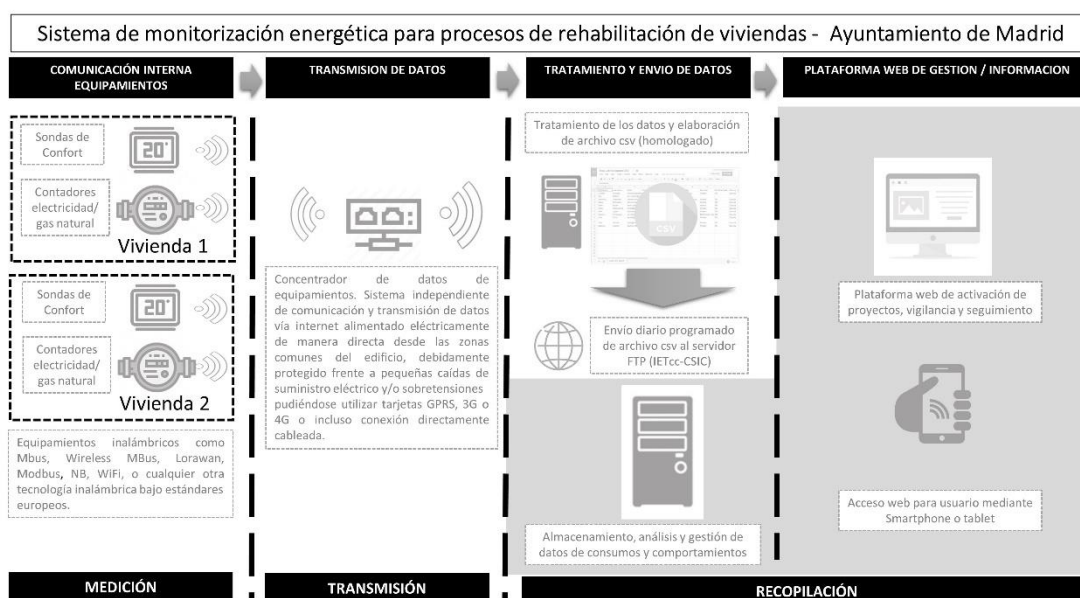 Sistema de monitorización energética para procesos de rehabilitación de viviendas - Ayuntamiento de Madrid
COMUNICACIÓN INTERNA
EQUIPAMIENTOS
Sondas de
Confort
20°
Contadores
electricidad/
gas natural
Vivienda 1
Sondas de
Confort
20°
Contadores
electricidad/
gas natural
Vivienda 2
Equipamientos inalámbricos como
Mbus, Wireless MBus, Lorawan,
Modbus, NB, WiFi, o cualquier otra
tecnología inalámbrica bajo estándares
europeos.
MEDICIÓN
TRANSMISION DE DATOS
Concentrador de datos de
equipamientos. Sistema independiente
de comunicación y transmisión de datos
vía internet alimentado eléctricamente
de manera directa desde las zonas
comunes del edificio, debidamente
protegido frente a pequeñas caídas de
suministro eléctrico y/o sobretensiones
pudiéndose utilizar tarjetas GPRS, 3G o
4G o incluso conexión directamente
cableada.
TRANSMISIÓN
TRATAMIENTO Y ENVIO DE DATOS
Tratamiento de los datos y elaboración
de archivo csv (homologado)
CSV
Envío diario programado
de archivo csv al servidor
FTP (IETcc-CSIC)
Almacenamiento, análisis y gestión de
datos de consumos y comportamientos
PLATAFORMA WEB DE GESTION / INFORMACION
Plataforma web de activación de
proyectos, vigilancia y seguimiento
Acceso web para usuario mediante
Smartphone o tablet
RECOPILACIÓN